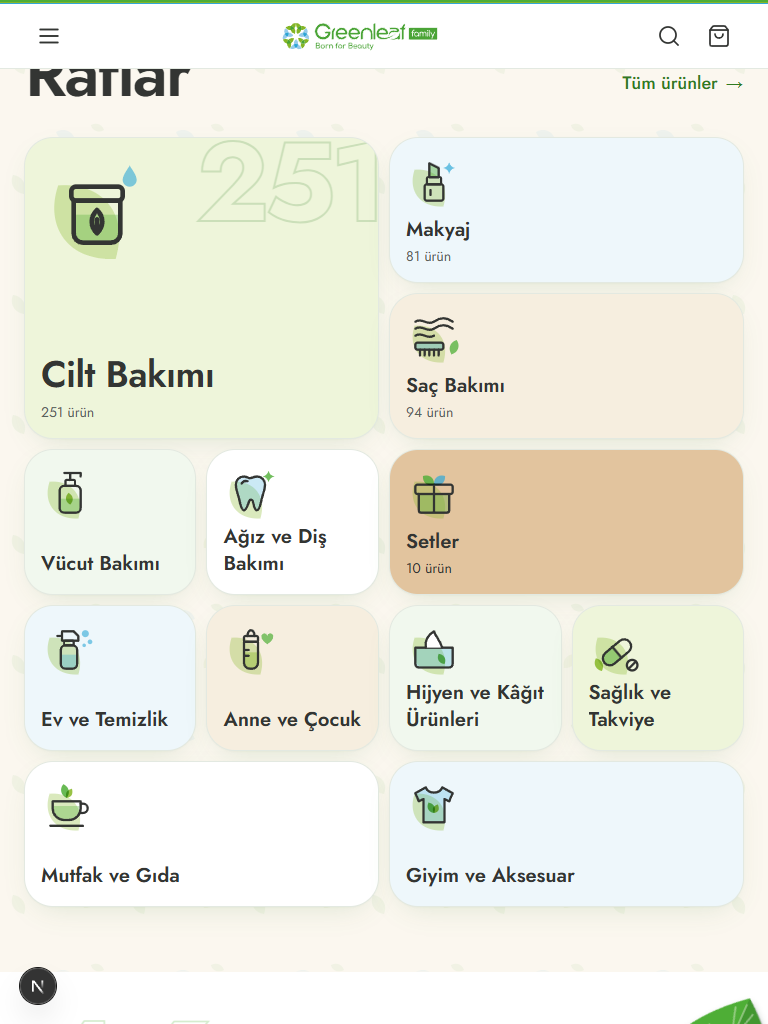 Greenleaf family
Born for Beauty
Raflar
Tüm ürünler →
251
Cilt Bakımı
251 ürün
Makyaj
81 ürün
Saç Bakımı
94 ürün
Vücut Bakımı
Ağız ve Diş
Bakımı
Setler
10 ürün
Ev ve Temizlik
Anne ve Çocuk
Hijyen ve Kâğıt
Ürünleri
Sağlık ve
Takviye
Mutfak ve Gıda
Giyim ve Aksesuar
N